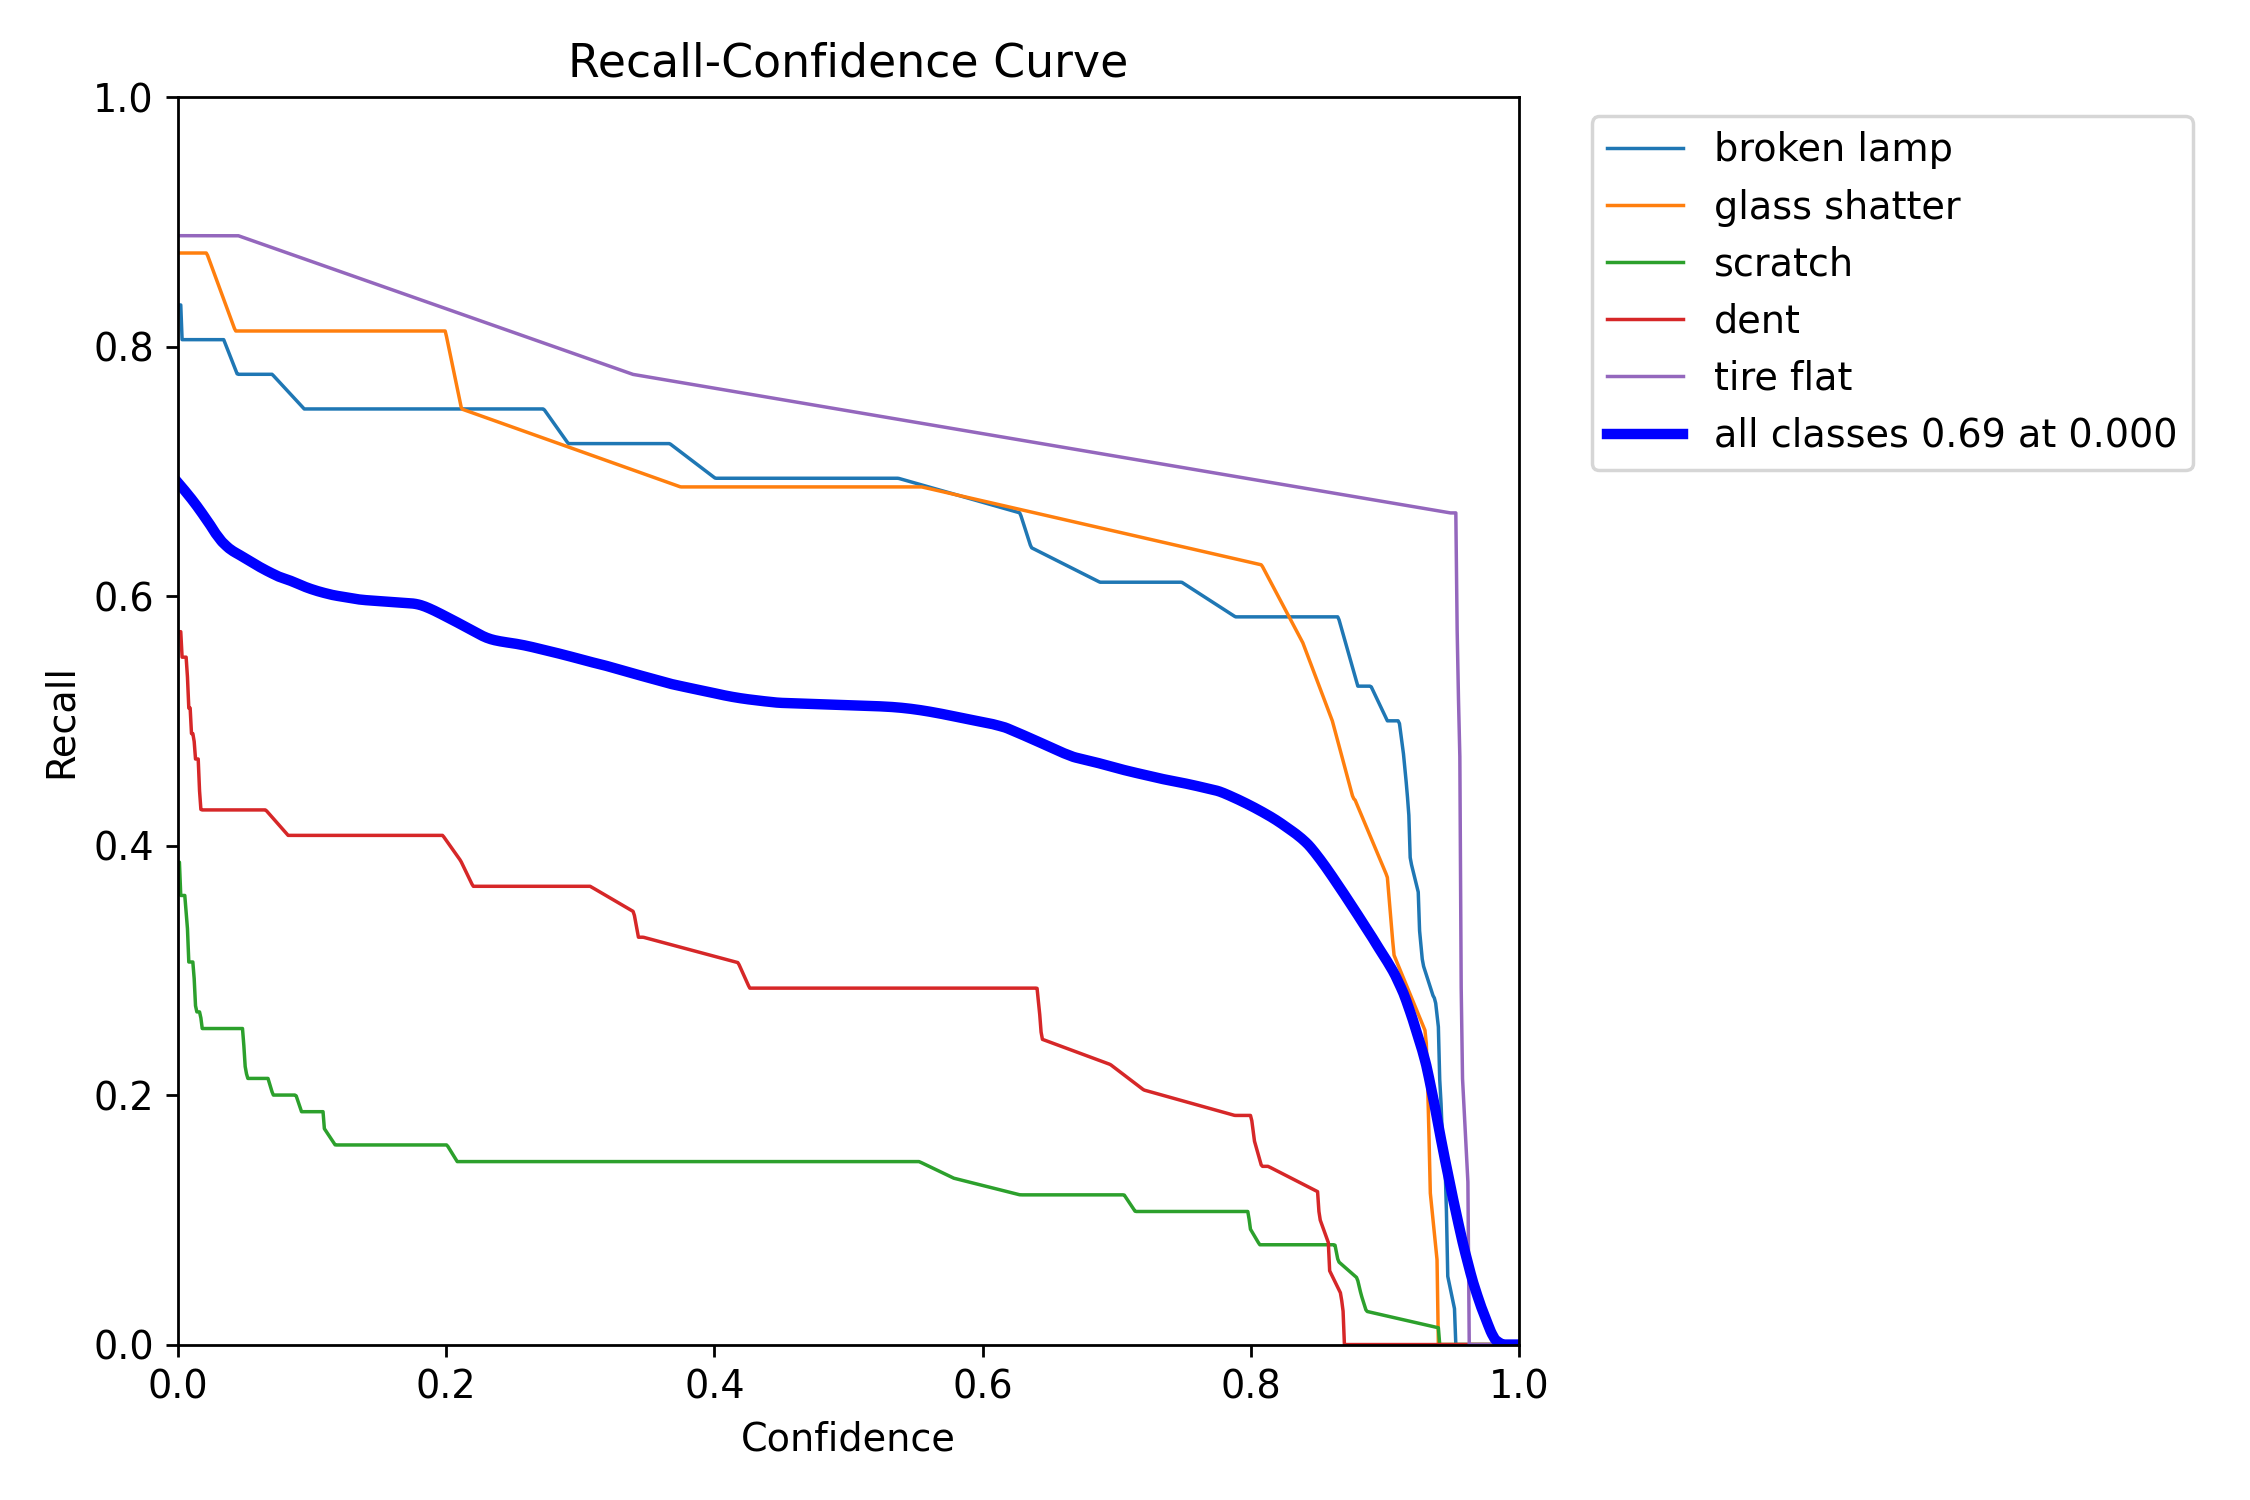 Recall-Confidence Curve
1.0
0.8
0.6
0.4
0.2
0.0
Recall
0.0 0.2 0.4 0.6 0.8 1.0
Confidence
broken lamp
glass shatter
scratch
dent
tire flat
all classes 0.69 at 0.000